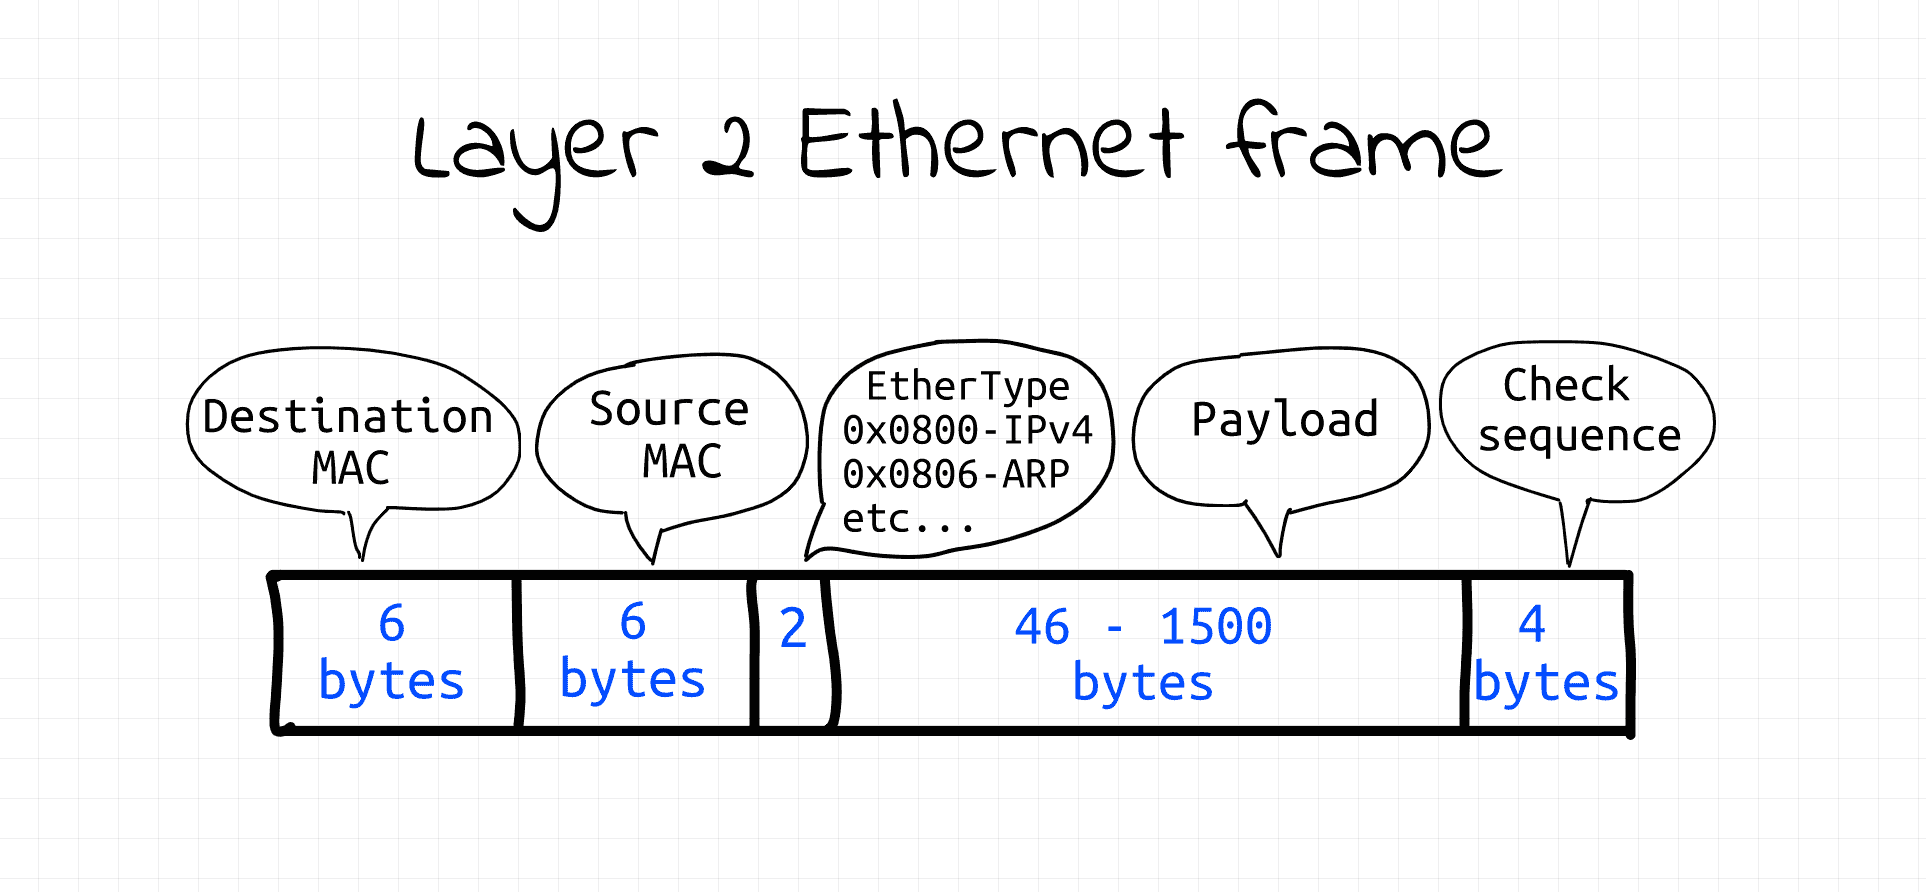 Layer 2 Ethernet frame
Destination
MAC
Source
MAC
EtherType
0x0800-IPv4
0x0806-ARP
etc...
Payload
Check
sequence
6
bytes
6
bytes
2
46 - 1500
bytes
4
bytes